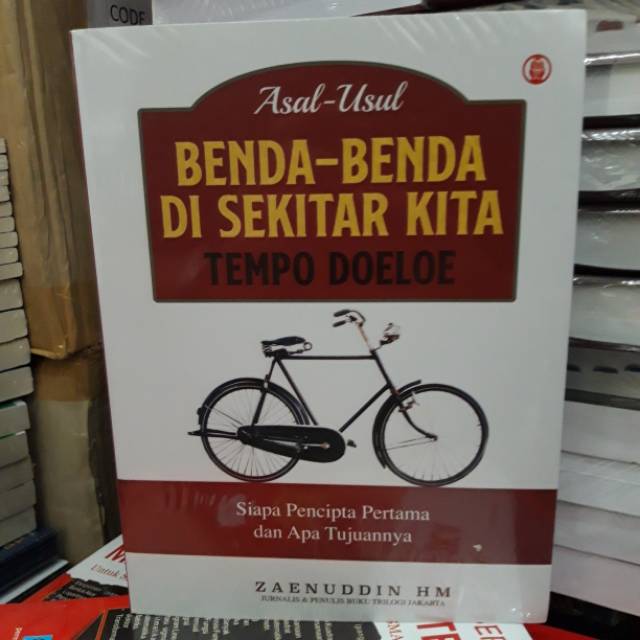 CODE
Asal-Usul
BENDA-BENDA
DI SEKITAR KITA
TEMPO DOELOE
Siapa Pencipta Pertama
dan Apa Tujuannya
ZAENUDDIN HM
JURNALIS & PENULIS BUKU TRILOGI JAKARTA